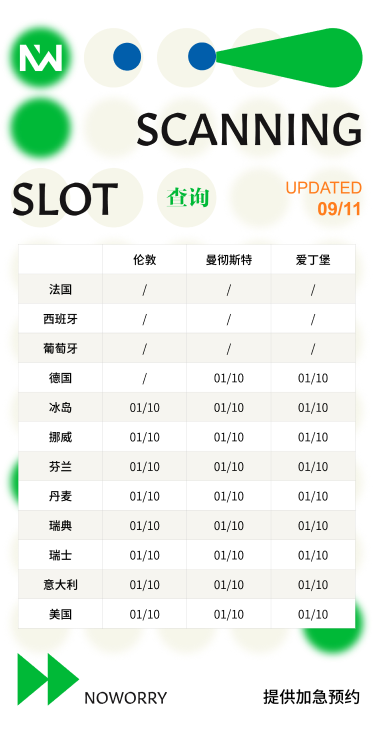 NW
SCANNING
SLOT 查询 UPDATED 09/11
伦敦 曼彻斯特 爱丁堡
法国 / / /
西班牙 / / /
葡萄牙 / / /
德国 / 01/10 01/10
冰岛 01/10 01/10 01/10
挪威 01/10 01/10 01/10
芬兰 01/10 01/10 01/10
丹麦 01/10 01/10 01/10
瑞典 01/10 01/10 01/10
瑞士 01/10 01/10 01/10
意大利 01/10 01/10 01/10
美国 01/10 01/10 01/10
NOWORRY 提供加急预约